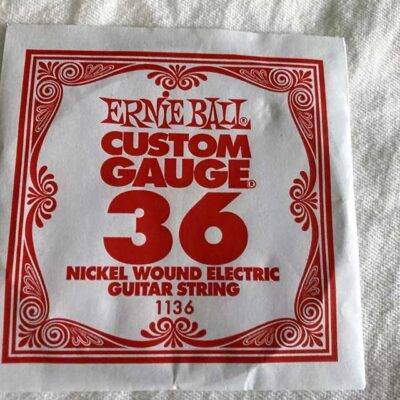 ERNIE BALL®
CUSTOM
GAUGE®
36
NICKEL WOUND ELECTRIC
GUITAR STRING
1136